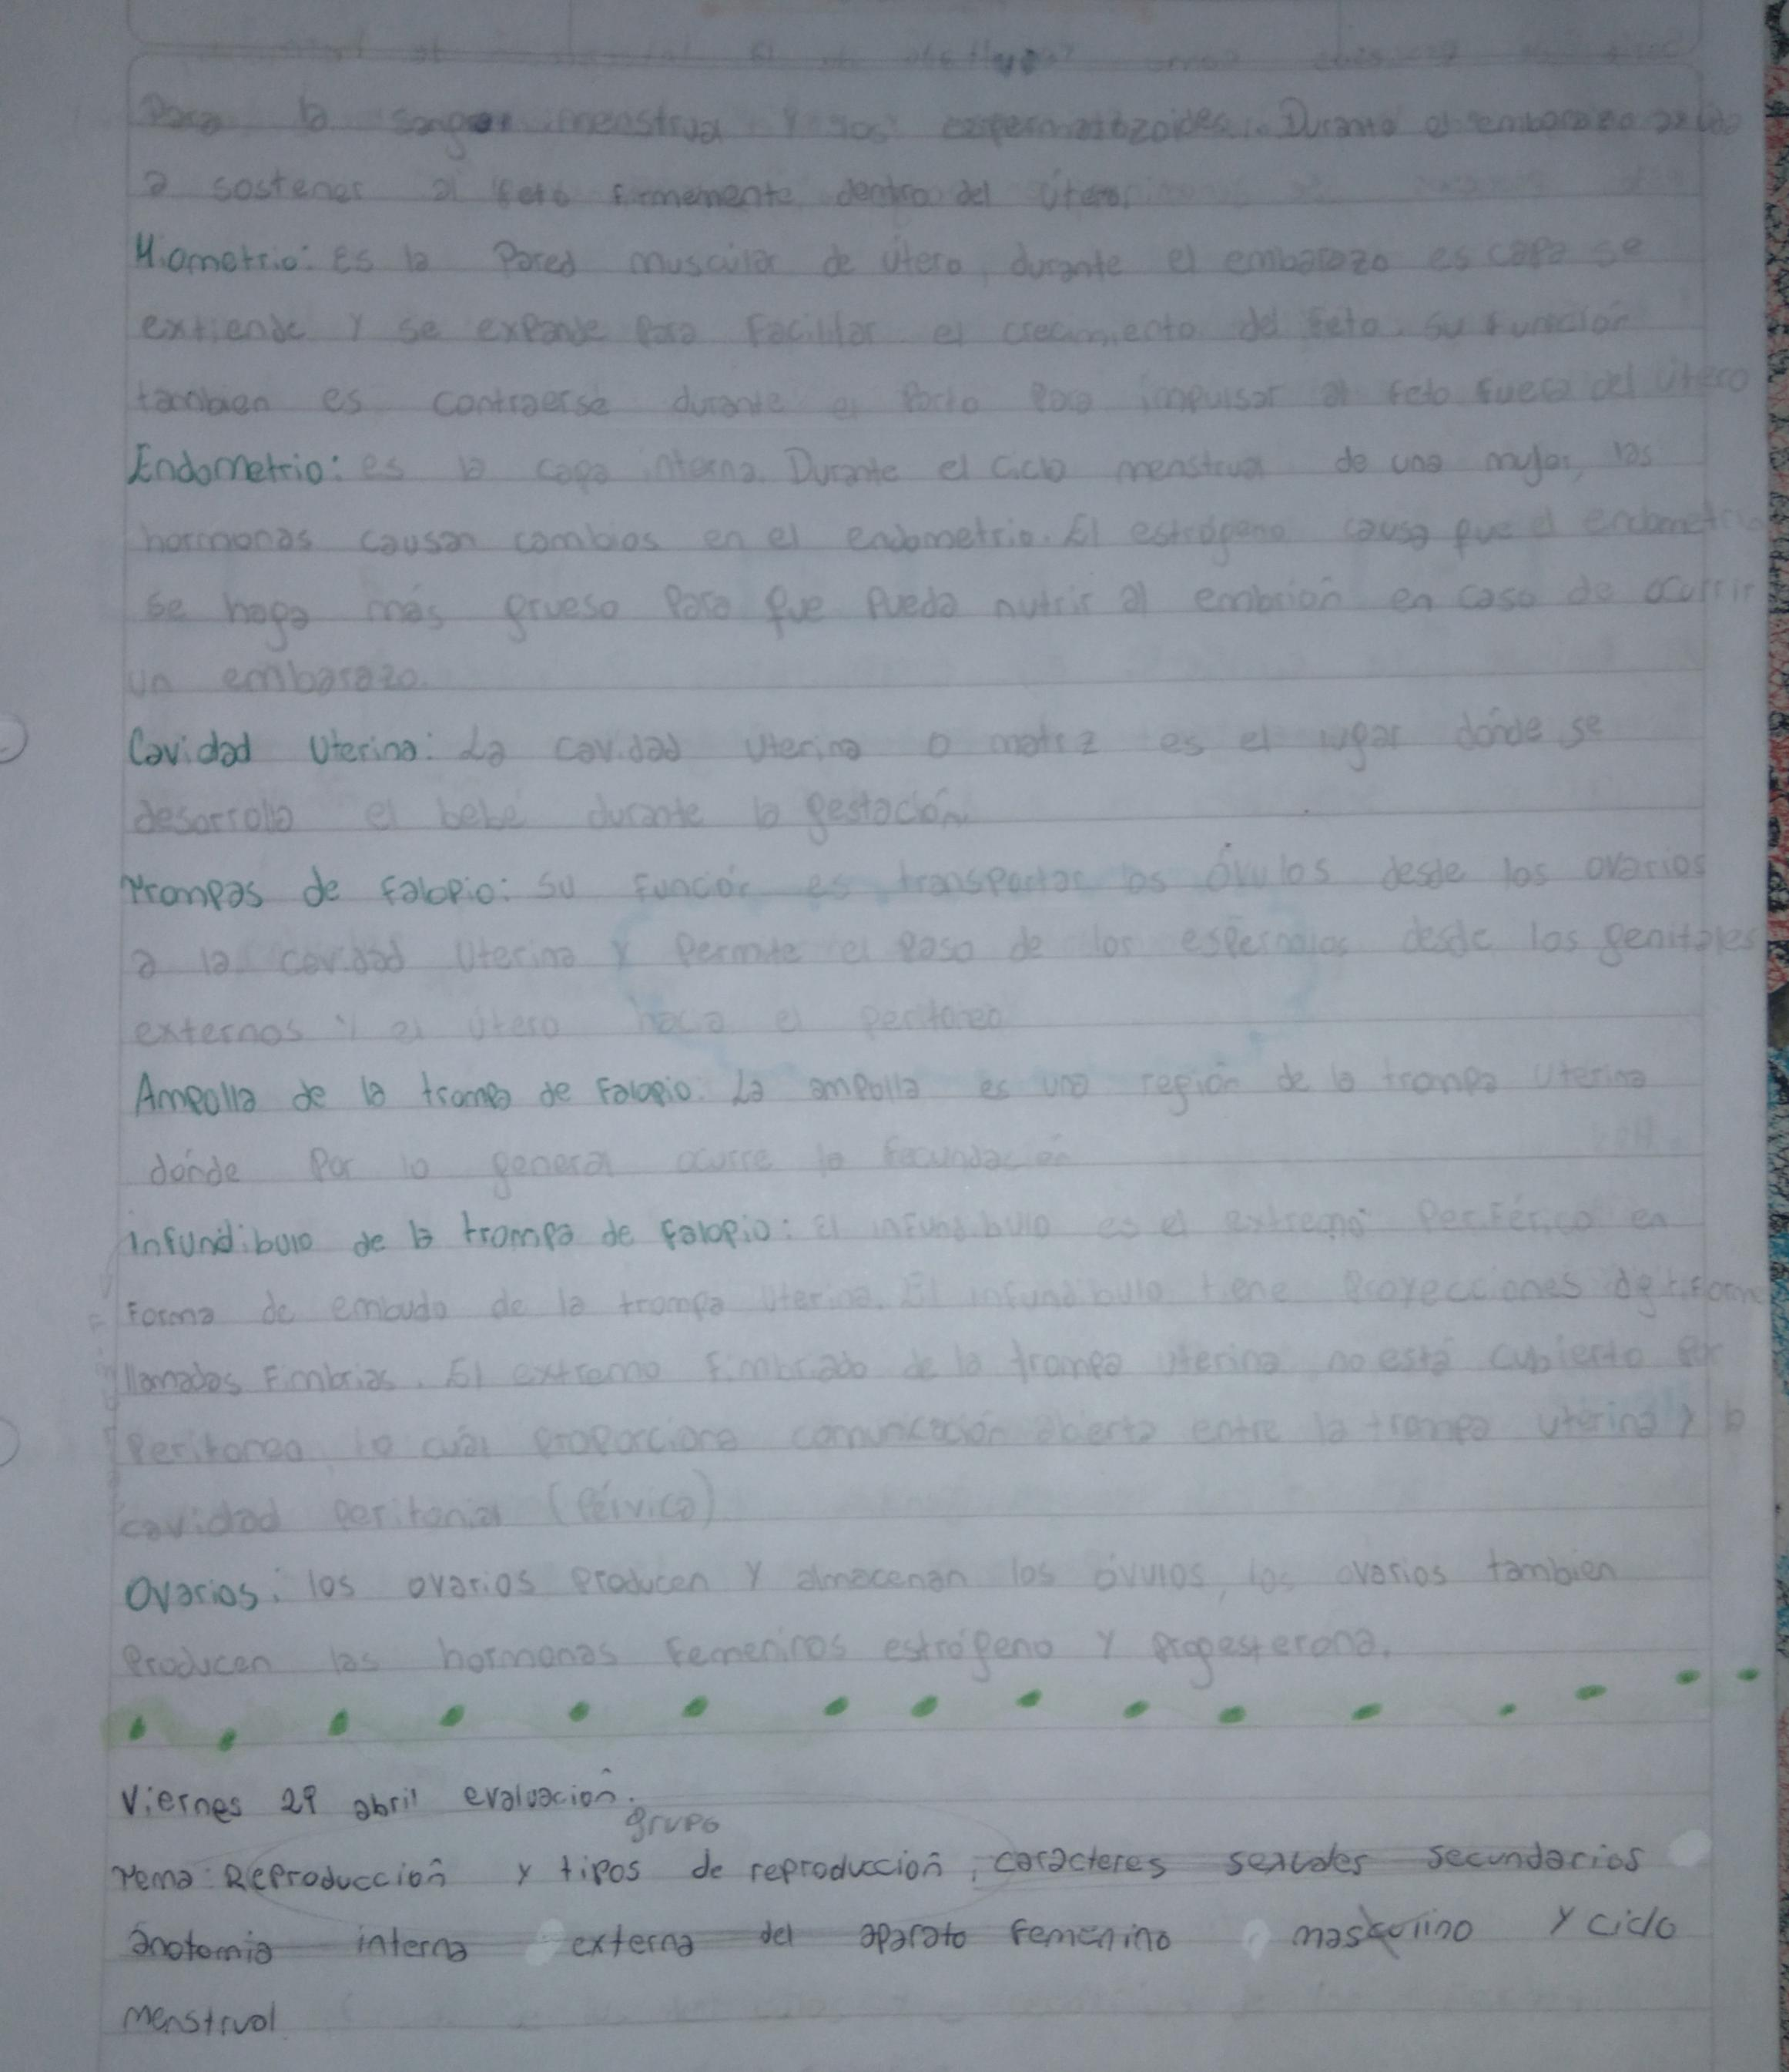 Para la sangre menstrual y los espermatozoides. Durante el embarazo
a sostener al feto firmemente dentro del útero.
Miometrio: Es la Pared muscular de útero, durante el embarazo es capa se
extiende y se expande para Facilitar el crecimiento del feto. Su función
tambien es contraerse durante el Parto Para impulsar al feto fuera del útero
Endometrio: es la capa interna. Durante el ciclo menstrual de una mujer, las
hormonas causan cambios en el endometrio. El estrógeno causa que el endometrio
se haga más grueso Para que Pueda nutrir al embrión en caso de ocurrir
un embarazo.
Cavidad Uterina: La cavidad Uterina o matriz es el lugar dónde se
desarrolla el bebé durante la gestación
Trompas de falopio: Su Función es transportar los óvulos desde los ovarios
a la cavidad Uterina y Permite el Paso de los espermatos desde los genitales
externos y el útero hacia el peritoneo
Ampolla de la trompa de Falopio: La ampolla es una región de la trompa Uterina
dónde Por lo general ocurre la fecundación
infundibulo de la trompa de falopio: El infundibulo es el extremo Periférico en
Forma de embudo de la trompa Uterina. El infundibulo tiene Proyecciones
llamadas Fimbrias. El extremo Fimbriado de la trompa uterina no está cubierto Por
Peritoneo lo cuál proporciona comunicación abierta entre la trompa uterina y la
cavidad Peritonial (Pélvica)
Ovarios: los ovarios Producen y almacenan los óvulos, los ovarios tambien
Producen las hormonas Femeninas estrógeno y Progesterona.
Viernes 29 abril evaluación.
grupo
Tema: Reproducción y tipos de reproducción, caracteres sexuales secundarios
anatomia interna externa del aparato Femenino masculino y ciclo
menstrual